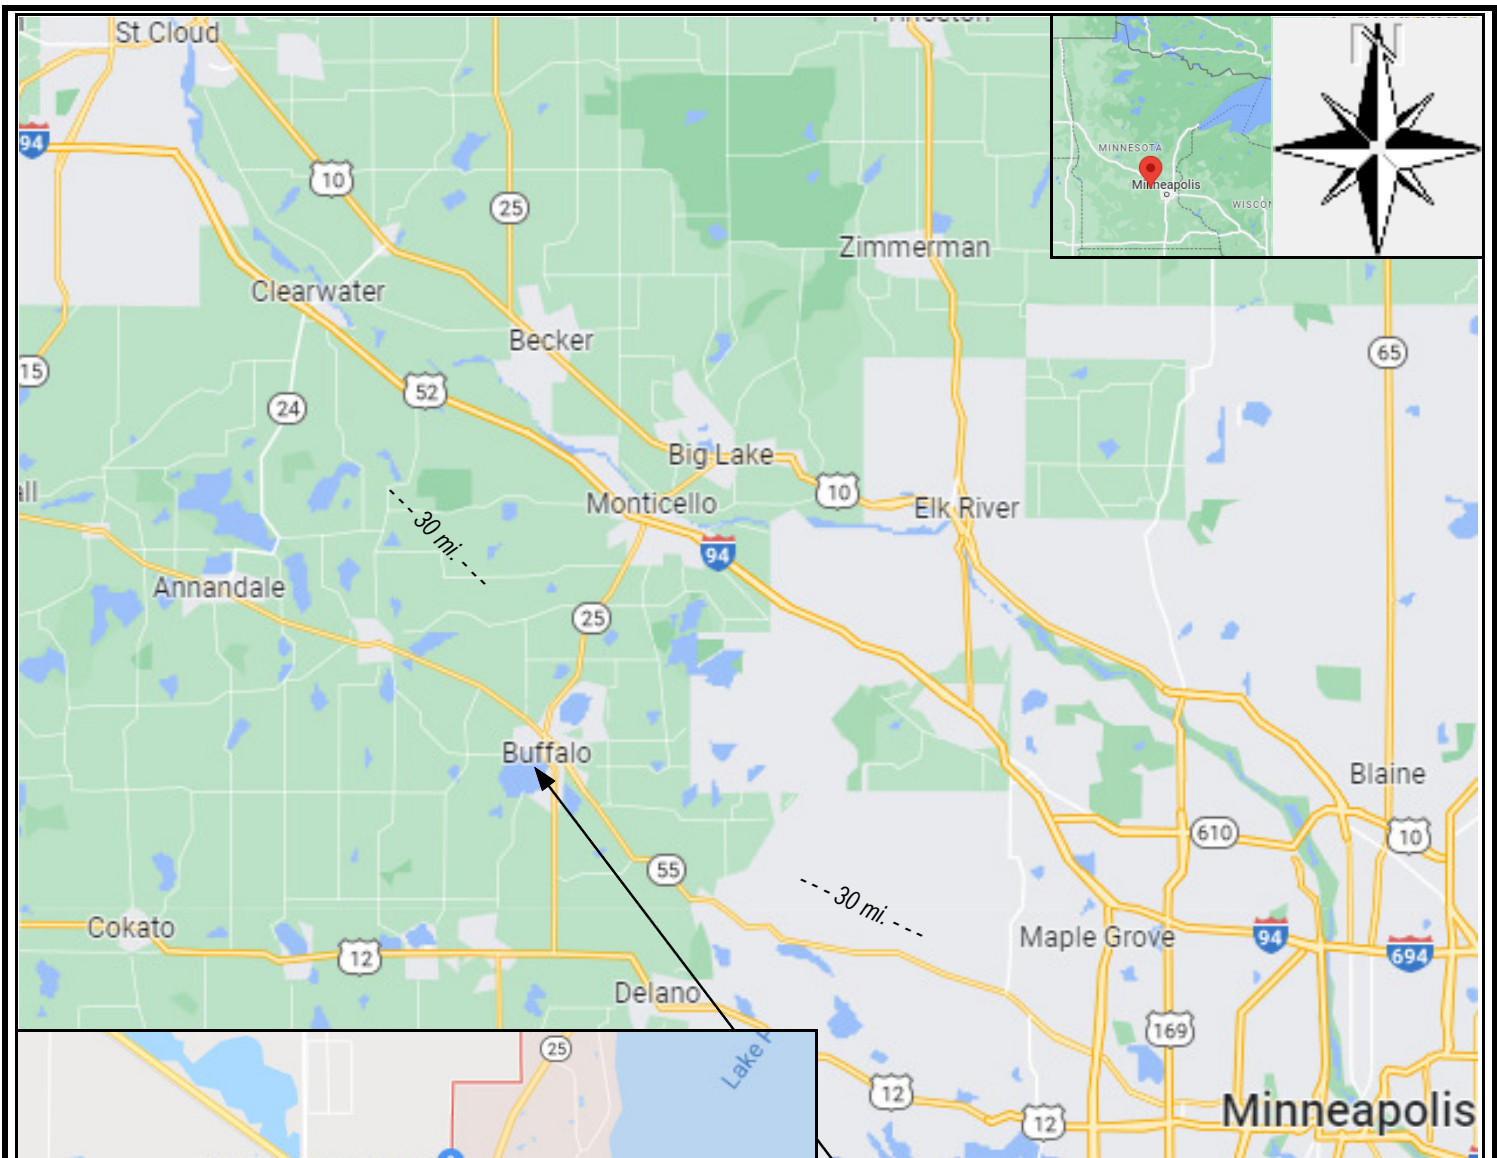 St Cloud
N
94
MINNESOTA
10
Minneapolis
25
WISCON
Zimmerman
Clearwater
Becker
65
15
52
24
Big Lake
10
all
Monticello
Elk River
30 mi.
94
Annandale
25
Buffalo
Blaine
610
10
55
30 mi.
Cokato
Maple Grove
94
694
12
Delano
169
25
Lake P
12
Minneapolis
12